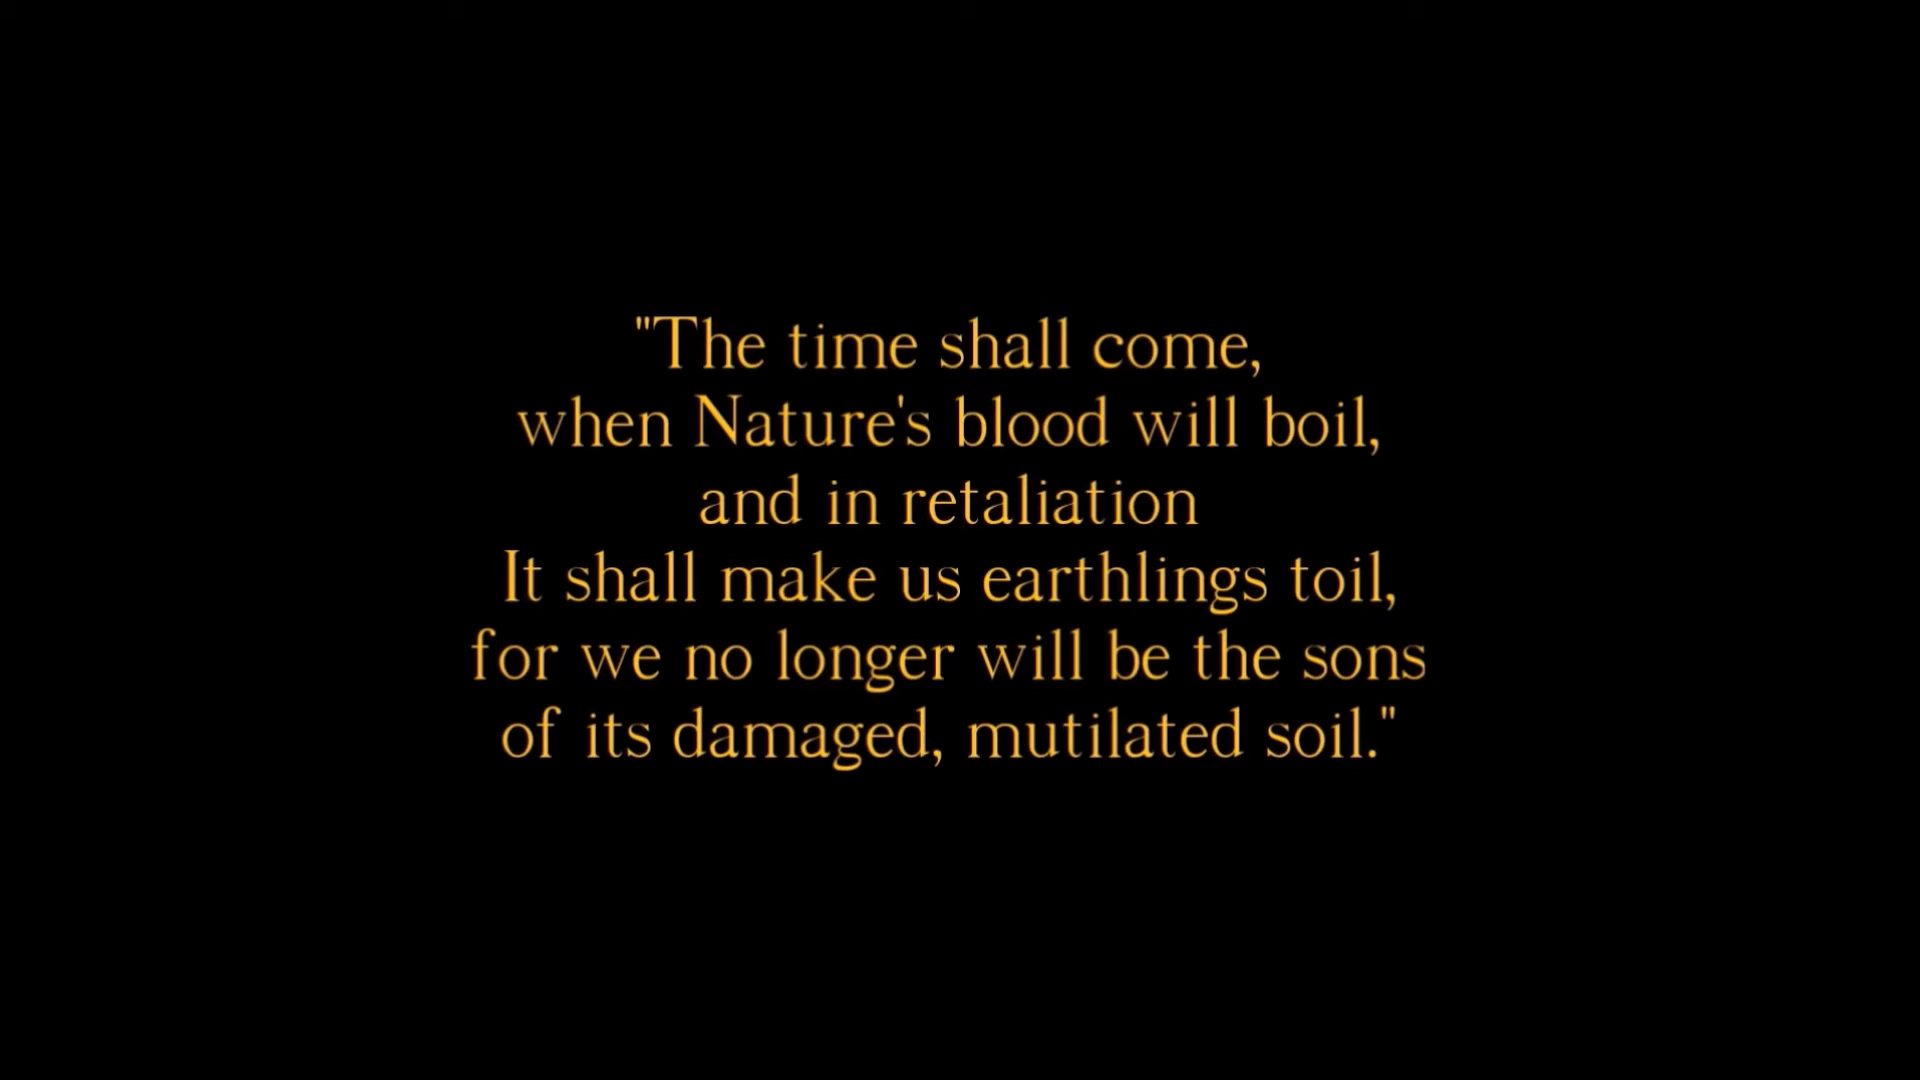 "The time shall come,
when Nature's blood will boil,
and in retaliation
It shall make us earthlings toil,
for we no longer will be the sons
of its damaged, mutilated soil."